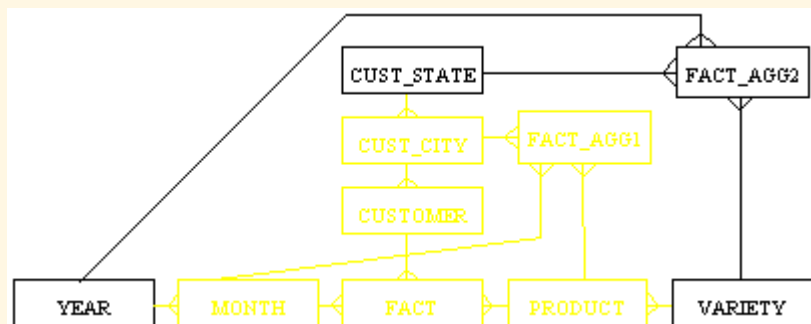 CUST_STATE
FACT_AGG2
CUST_CITY
FACT_AGG1
CUSTOMER
YEAR
MONTH
FACT
PRODUCT
VARIETY